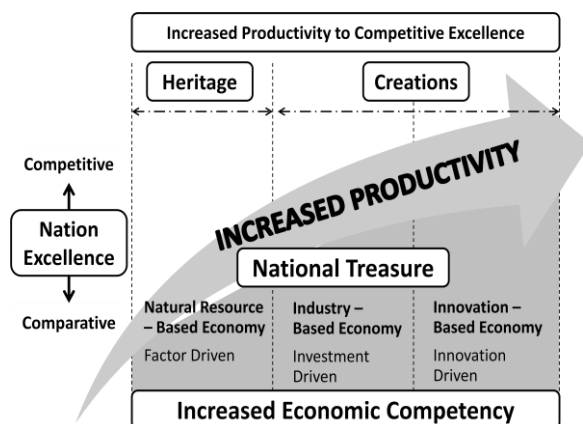 Increased Productivity to Competitive Excellence
Heritage
Creations
Competitive
Nation
Excellence
Comparative
INCREASED PRODUCTIVITY
National Treasure
Natural Resource
– Based Economy
Factor Driven
Industry –
Based Economy
Investment
Driven
Innovation –
Based Economy
Innovation
Driven
Increased Economic Competency